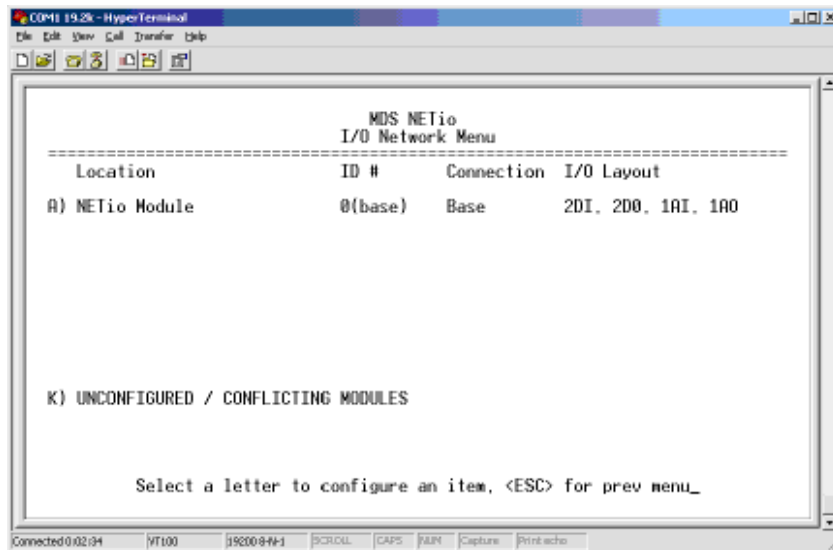 COM1 19.2k - HyperTerminal
File Edit View Call Transfer Help
MDS NETio
I/O Network Menu
Location ID # Connection I/O Layout
A) NETio Module 0(base) Base 2DI, 2DO, 1AI, 1AO
K) UNCONFIGURED / CONFLICTING MODULES
Select a letter to configure an item, <ESC> for prev menu_
Connected 0:02:34 VT100 19200 8-N-1 SCROLL CAPS NUM Capture Print echo